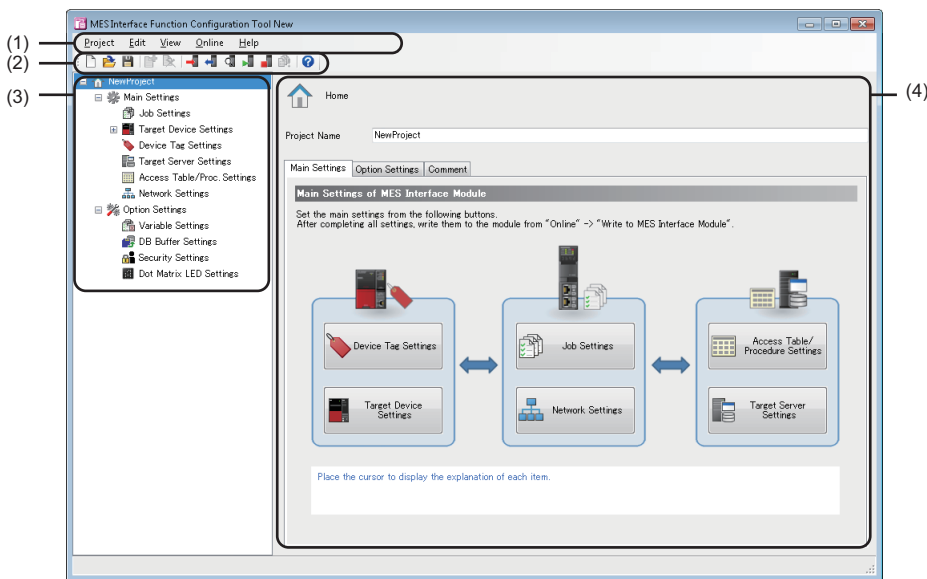 MES Interface Function Configuration Tool New
(1)
Project Edit View Online Help
(2)
(3)
NewProject
Main Settings
Job Settings
Target Device Settings
Device Tag Settings
Target Server Settings
Access Table/Proc. Settings
Network Settings
Option Settings
Variable Settings
DB Buffer Settings
Security Settings
Dot Matrix LED Settings
(4)
Home
Project Name NewProject
Main Settings Option Settings Comment
Main Settings of MES Interface Module
Set the main settings from the following buttons.
After completing all settings, write them to the module from "Online" -> "Write to MES Interface Module".
Device Tag Settings
Job Settings
Access Table/
Procedure Settings
Target Device
Settings
Network Settings
Target Server
Settings
Place the cursor to display the explanation of each item.